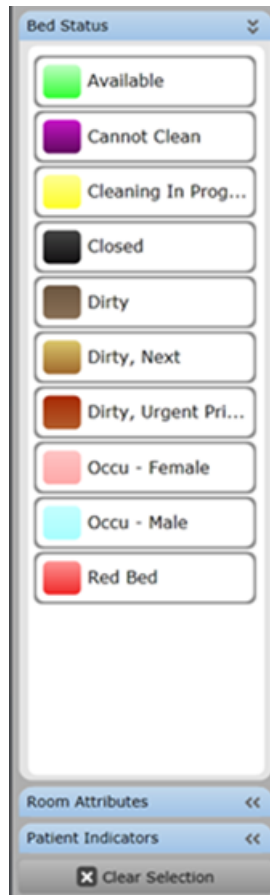 Bed Status
Available
Cannot Clean
Cleaning In Prog...
Closed
Dirty
Dirty, Next
Dirty, Urgent Pri...
Occu - Female
Occu - Male
Red Bed
Room Attributes
Patient Indicators
Clear Selection